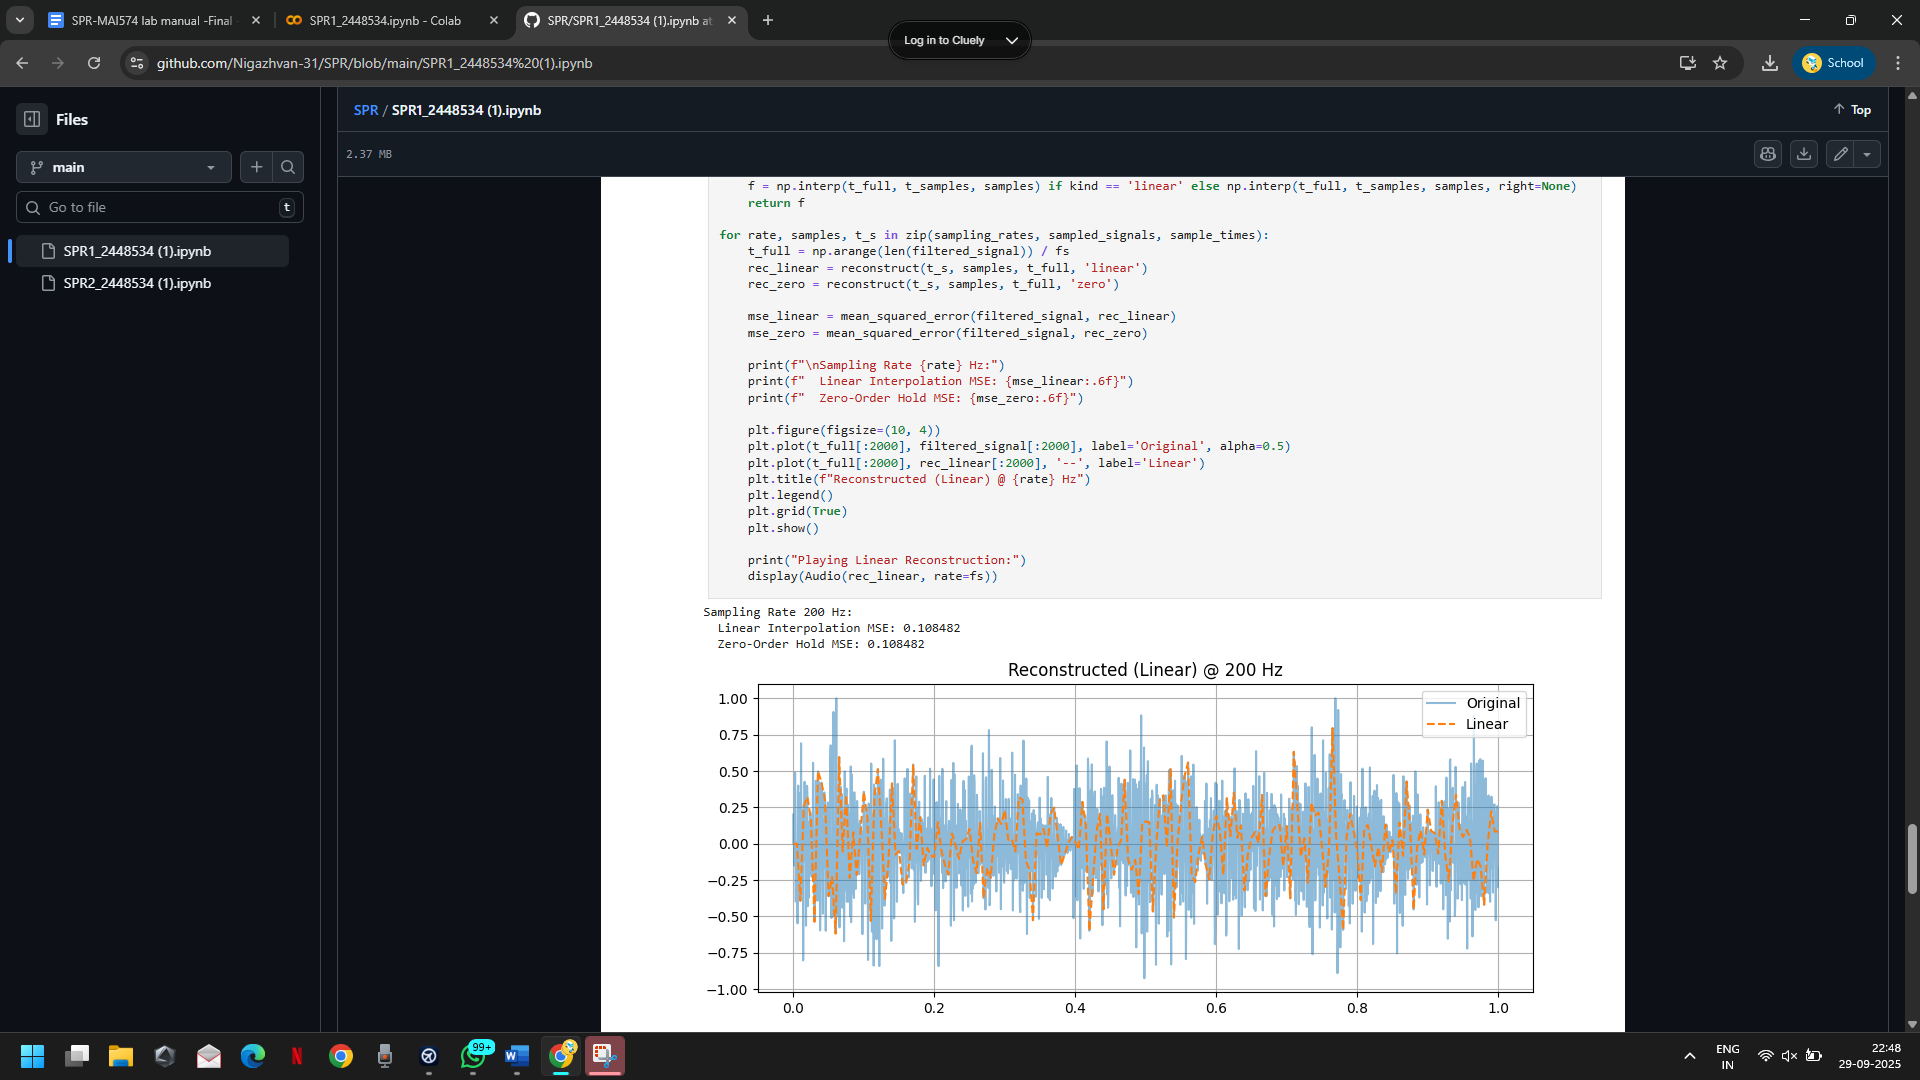 SPR-MAI574 lab manual -Final
SPR1_2448534.ipynb - Colab
SPR/SPR1_2448534 (1).ipynb at
Log in to Cluely
github.com/Nigazhvan-31/SPR/blob/main/SPR1_2448534%20(1).ipynb
School
Files
main
Go to file
t
SPR1_2448534 (1).ipynb
SPR2_2448534 (1).ipynb
SPR / SPR1_2448534 (1).ipynb
Top
2.37 MB
f = np.interp(t_full, t_samples, samples) if kind == 'linear' else np.interp(t_full, t_samples, samples, right=None)
return f
for rate, samples, t_s in zip(sampling_rates, sampled_signals, sample_times):
t_full = np.arange(len(filtered_signal)) / fs
rec_linear = reconstruct(t_s, samples, t_full, 'linear')
rec_zero = reconstruct(t_s, samples, t_full, 'zero')
mse_linear = mean_squared_error(filtered_signal, rec_linear)
mse_zero = mean_squared_error(filtered_signal, rec_zero)
print(f"\nSampling Rate {rate} Hz:")
print(f"  Linear Interpolation MSE: {mse_linear:.6f}")
print(f"  Zero-Order Hold MSE: {mse_zero:.6f}")
plt.figure(figsize=(10, 4))
plt.plot(t_full[:2000], filtered_signal[:2000], label='Original', alpha=0.5)
plt.plot(t_full[:2000], rec_linear[:2000], '--', label='Linear')
plt.title(f"Reconstructed (Linear) @ {rate} Hz")
plt.legend()
plt.grid(True)
plt.show()
print("Playing Linear Reconstruction:")
display(Audio(rec_linear, rate=fs))
Sampling Rate 200 Hz:
Linear Interpolation MSE: 0.108482
Zero-Order Hold MSE: 0.108482
Reconstructed (Linear) @ 200 Hz
Original
Linear
1.00
0.75
0.50
0.25
0.00
−0.25
−0.50
−0.75
−1.00
0.0 0.2 0.4 0.6 0.8 1.0
99+
ENG
IN
22:48
29-09-2025